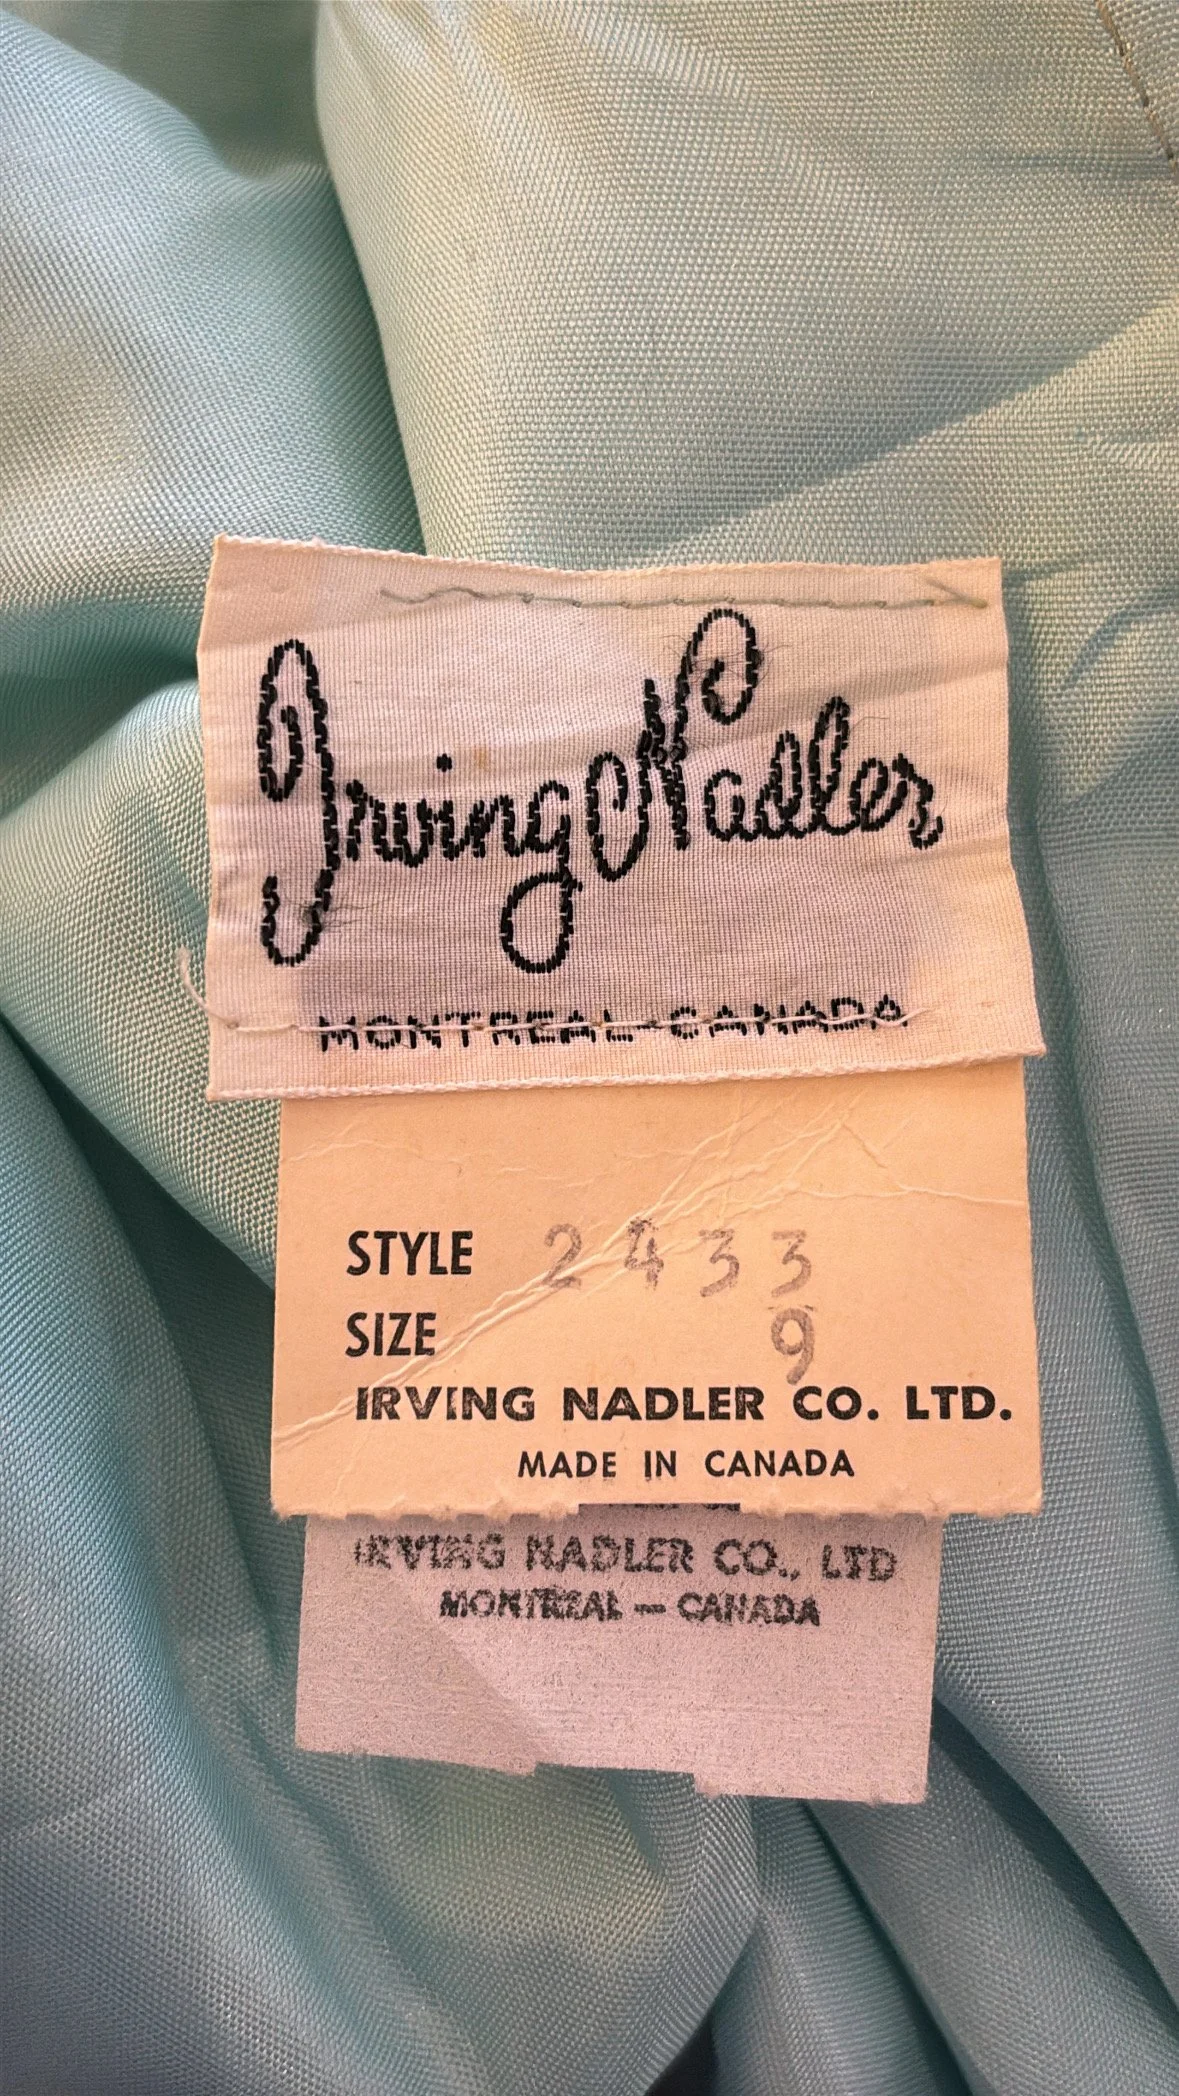 Irving Nadler
MONTREAL-CANADA
STYLE 2433
SIZE 9
IRVING NADLER CO. LTD.
MADE IN CANADA
IRVING NADLER CO., LTD
MONTREAL — CANADA